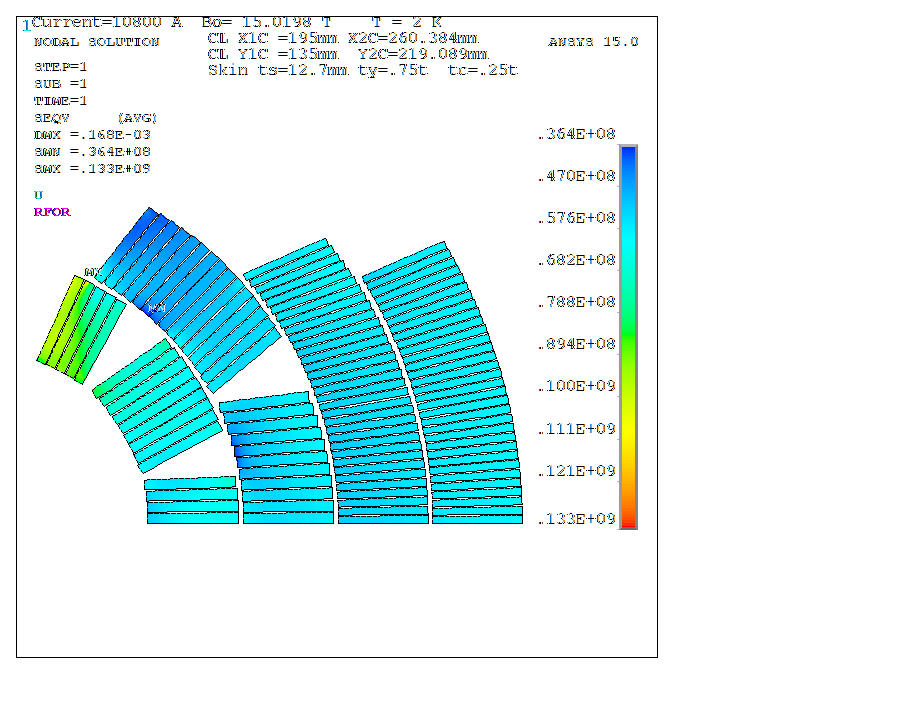 1
Current=10800 A  Bo= 15.0198 T    T = 2 K
NODAL SOLUTION
CL X1C =195mm X2C=260.384mm
ANSYS 15.0
CL Y1C =135mm  Y2C=219.089mm
STEP=1
Skin ts=12.7mm ty=.75t  tc=.25t
SUB =1
TIME=1
SEQV     (AVG)
DMX =.168E-03
SMN =.364E+08
SMX =.133E+09
U
RFOR
.364E+08
.470E+08
.576E+08
.682E+08
.788E+08
.894E+08
.100E+09
.111E+09
.121E+09
.133E+09
MX
MN